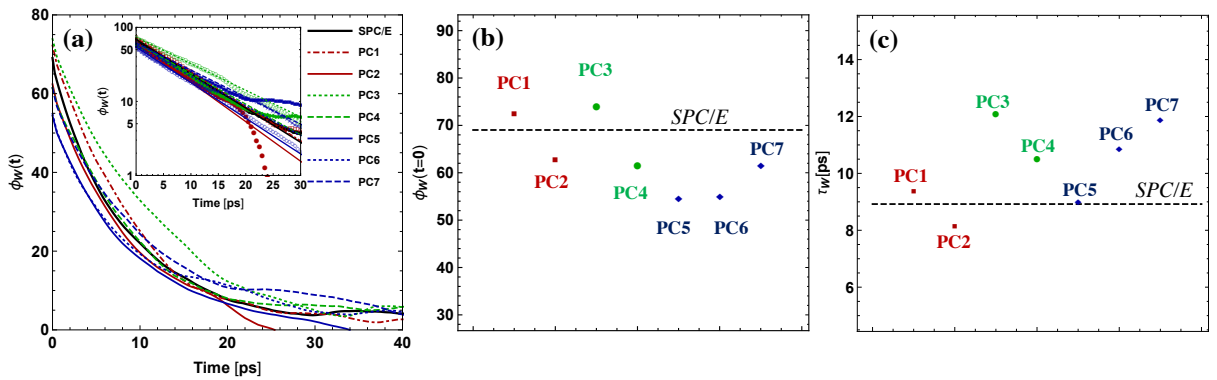 (a)
ϕw(t)
80
60
40
20
0
0
10
20
30
40
Time [ps]
ϕw(t)
100
50
10
5
1
0
5
10
15
20
25
30
Time [ps]
SPC/E
PC1
PC2
PC3
PC4
PC5
PC6
PC7
(b)
ϕw(t=0)
90
80
70
60
50
40
30
PC1
PC2
PC3
PC4
PC5
PC6
PC7
SPC/E
(c)
τw[ps]
14
12
10
8
6
PC1
PC2
PC3
PC4
PC5
PC6
PC7
SPC/E